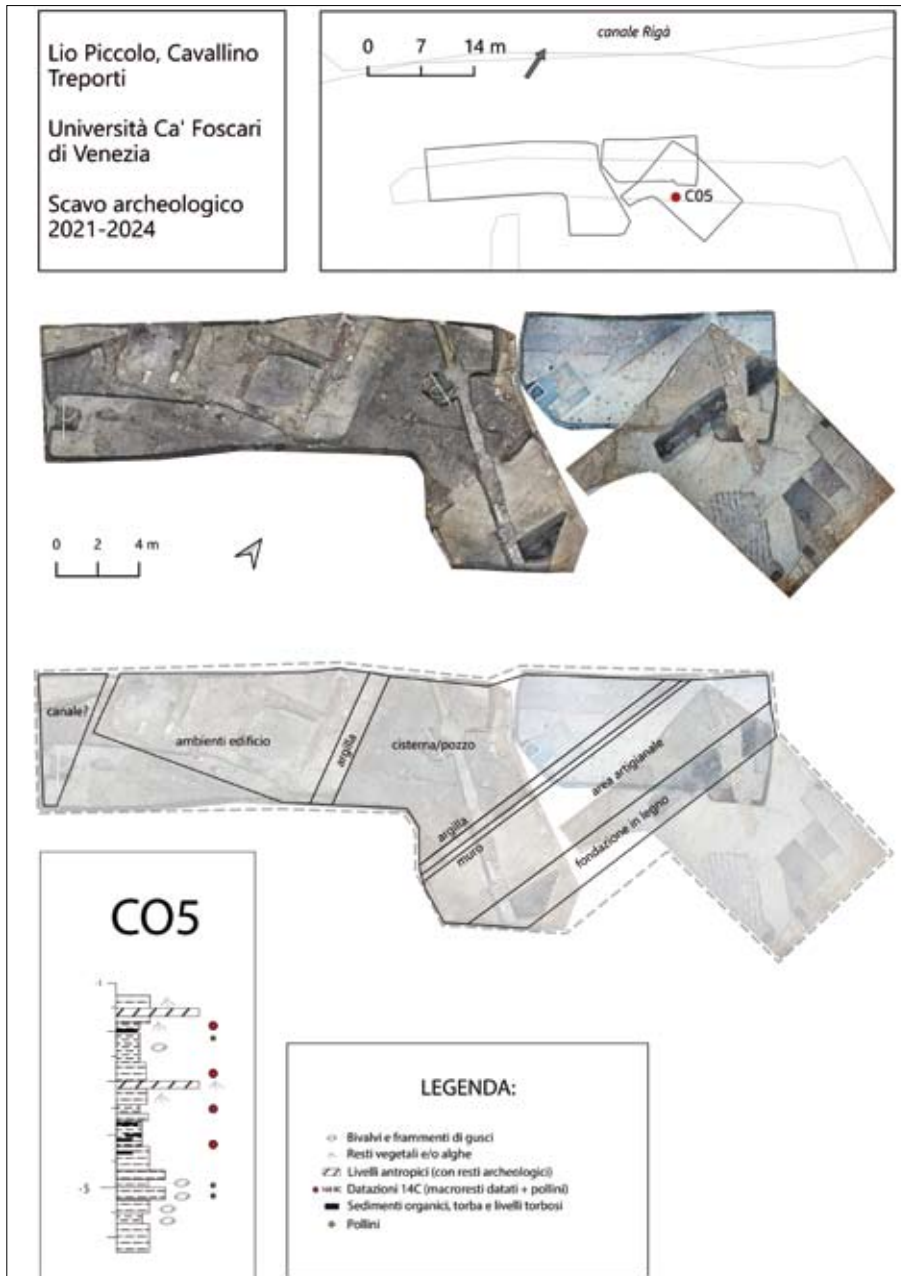 Lio Piccolo, Cavallino
Treporti
Università Ca' Foscari
di Venezia
Scavo archeologico
2021-2024
0 7 14 m
canale Rigà
C05
0 2 4 m
canale?
ambienti edificio
argilla
cisterna/pozzo
argilla
muro
area artigianale
fondazione in legno
CO5
-1
-5
LEGENDA:
Bivalvi e frammenti di gusci
Resti vegetali e/o alghe
Livelli antropici (con resti archeologici)
Datazioni 14C (macroresti datati + pollini)
Sedimenti organici, torba e livelli torbosi
Pollini